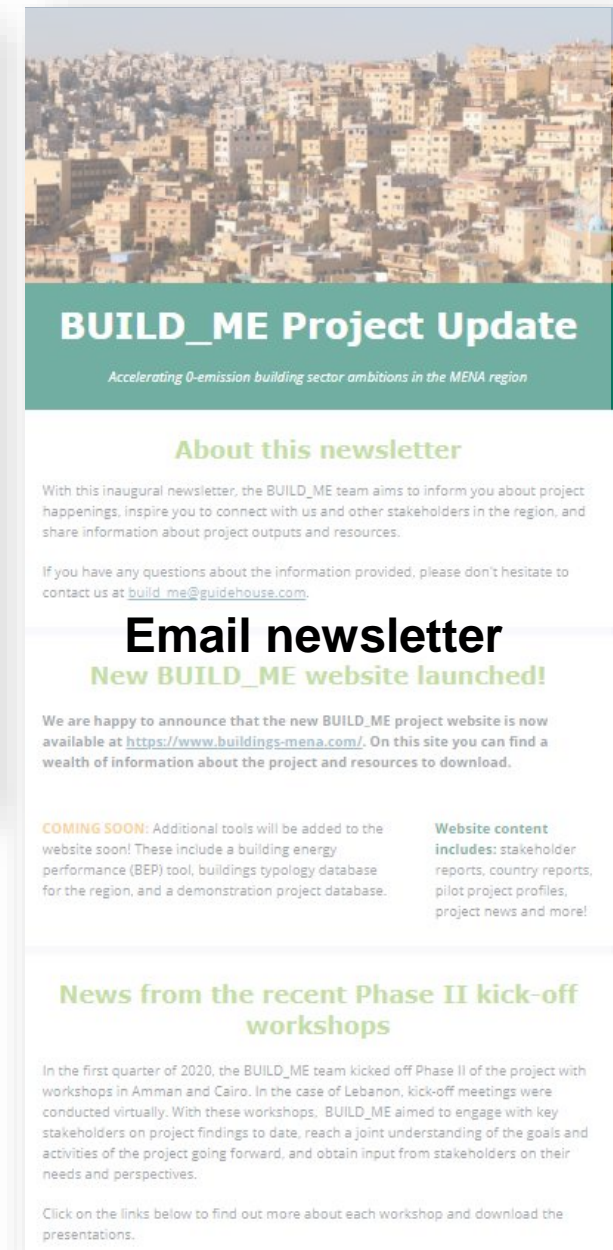 BUILD_ME Project Update
Accelerating 0-emission building sector ambitions in the MENA region
About this newsletter
With this inaugural newsletter, the BUILD_ME team aims to inform you about project
happenings, inspire you to connect with us and other stakeholders in the region, and
share information about project outputs and resources.
If you have any questions about the information provided, please don't hesitate to
contact us at build_me@guidehouse.com.
Email newsletter
New BUILD_ME website launched!
We are happy to announce that the new BUILD_ME project website is now
available at https://www.buildings-mena.com/. On this site you can find a
wealth of information about the project and resources to download.
COMING SOON: Additional tools will be added to the
website soon! These include a building energy
performance (BEP) tool, buildings typology database
for the region, and a demonstration project database.
Website content
includes: stakeholder
reports, country reports,
pilot project profiles,
project news and more!
News from the recent Phase II kick-off
workshops
In the first quarter of 2020, the BUILD_ME team kicked off Phase II of the project with
workshops in Amman and Cairo. In the case of Lebanon, kick-off meetings were
conducted virtually. With these workshops, BUILD_ME aimed to engage with key
stakeholders on project findings to date, reach a joint understanding of the goals and
activities of the project going forward, and obtain input from stakeholders on their
needs and perspectives.
Click on the links below to find out more about each workshop and download the
presentations.